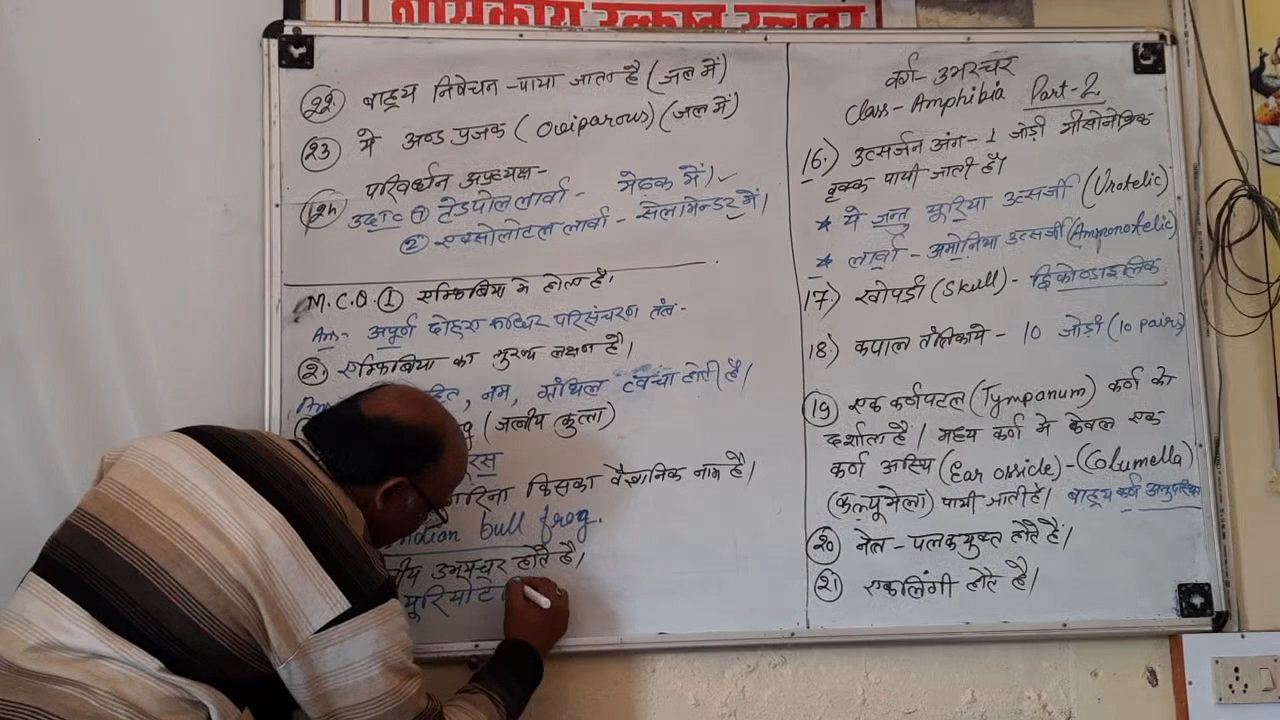 वर्ग - उभयचर
Class - Amphibia Part-2
16.) उत्सर्जन अंग - 1 जोड़ी मीसोनेफ्रिक
वृक्क पायी जाती है।
* ये जन्तु यूरिया उत्सर्जी (Urotelic)
* लार्वा - अमोनिया उत्सर्जी (Ammonotelic)
17.) खोपड़ी (Skull) - द्विकोण्डाइलिक
18.) कपाल तंत्रिकाये - 10 जोड़ी (10 pairs)
19 एक कर्णपटल (Tympanum) कर्ण को
दर्शाता है। मध्य कर्ण मे केवल एक
कर्ण अस्थि (Ear ossicle) - (Columella)
(कल्यूमेला) पायी जाती है। बाह्य कर्ण अनुपस्थित
20 नेत्र - पलकयुक्त होते हैं।
21 एकलिंगी होते है।
22. बाह्य निषेचन - पाया जाता है (जल में)
23 ये अण्ड प्रजक (Oviparous) (जल में)
24 परिवर्धन अप्रत्यक्ष -
उदा० ① टेडपोल लार्वा - मेंढक में।
② एक्सोलोटल लार्वा - सेलामेन्डर में।
M.C.Q. ① एम्फिबिया मे होता है।
Ans - अपूर्ण दोहरा रुधिर परिसंचरण तंत्र -
2. एम्फिबिया का मुख्य लक्षण है।
Ans, नम, ग्रंथिल त्वचा होती है।
(जलीय कुत्ता)
रस
किसका वैज्ञानिक नाम है।
Indian bull frog.
उभयचर होते है।
यूरियोट